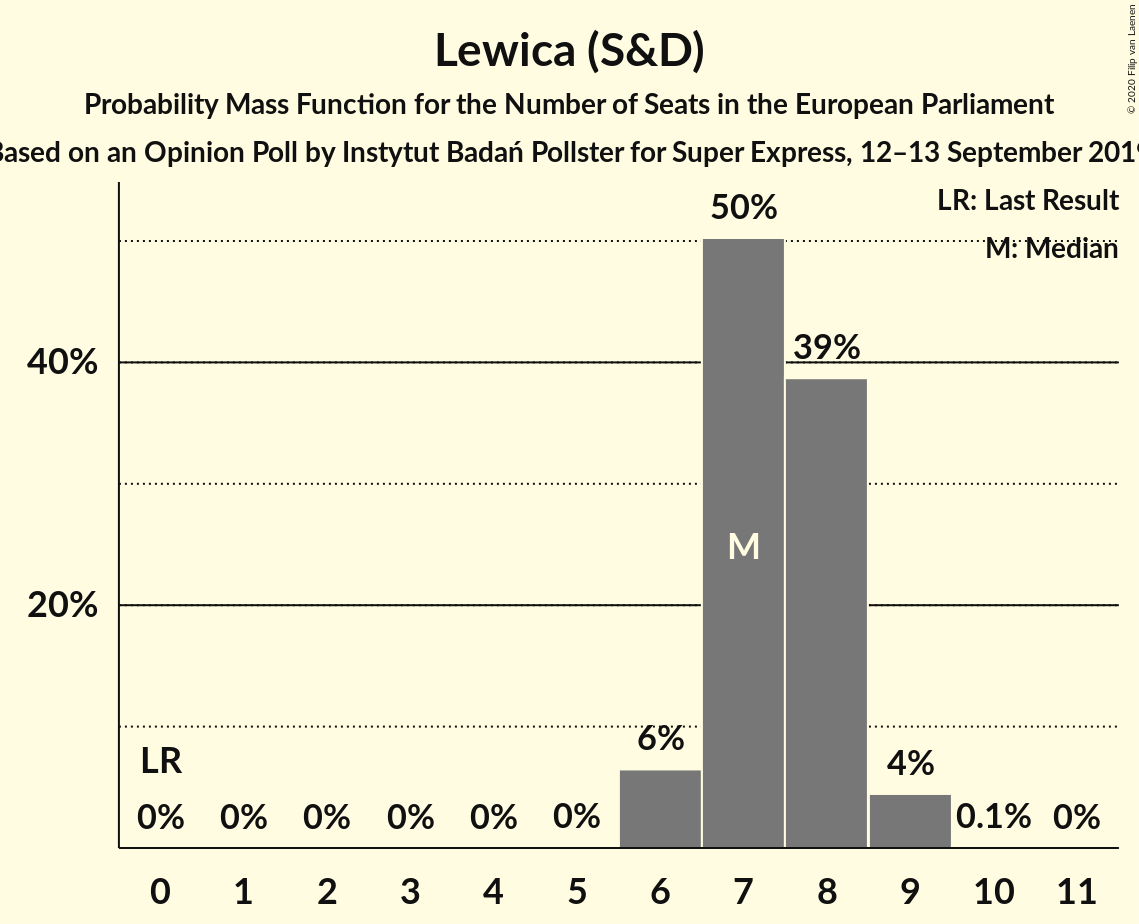 Lewica (S&D)
Probability Mass Function for the Number of Seats in the European Parliament
Based on an Opinion Poll by Instytut Badań Pollster for Super Express, 12–13 September 2019
© 2020 Filip van Laenen
LR: Last Result
M: Median
50%
39%
40%
M
20%
6%
4%
LR
0% 0% 0% 0% 0% 0% 0.1% 0%
0 1 2 3 4 5 6 7 8 9 10 11